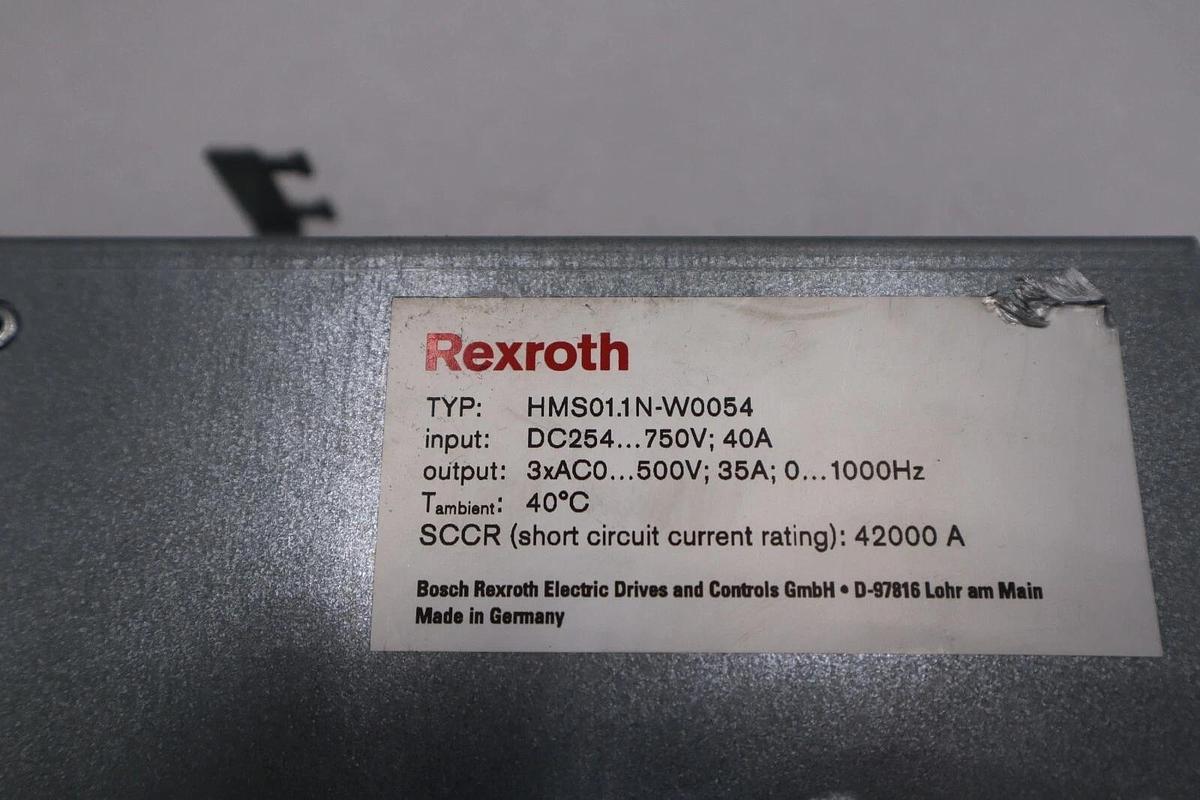 Rexroth
TYP: HMS01.1N-W0054
input: DC254...750V; 40A
output: 3xAC0...500V; 35A; 0...1000Hz
Tambient: 40°C
SCCR (short circuit current rating): 42000 A
Bosch Rexroth Electric Drives and Controls GmbH • D-97816 Lohr am Main
Made in Germany